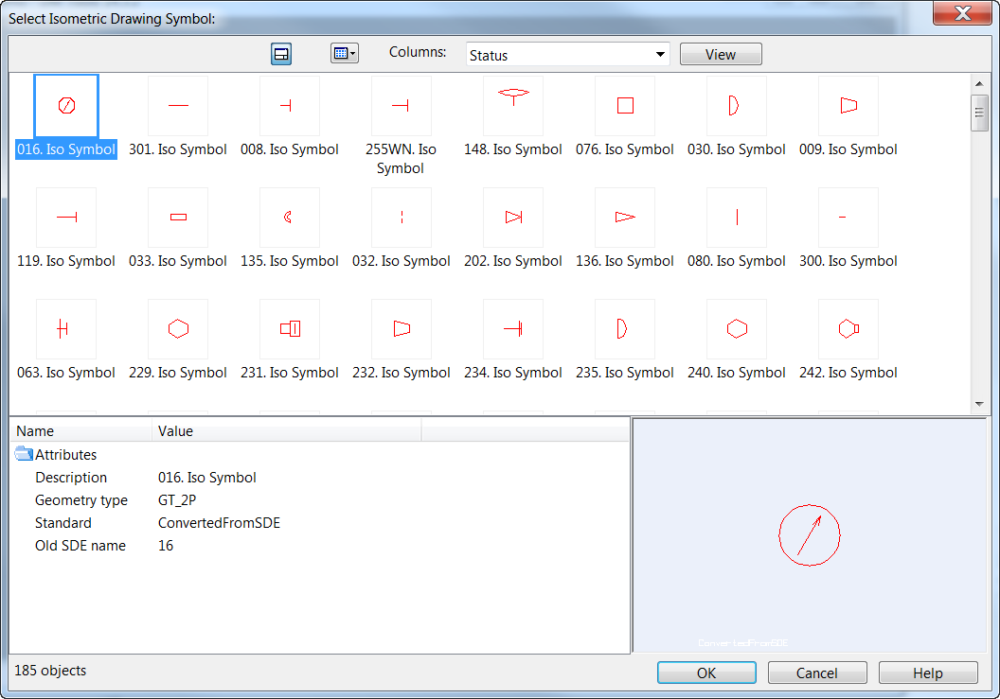 Select Isometric Drawing Symbol:
Columns: Status View
016. Iso Symbol 301. Iso Symbol 008. Iso Symbol 255WN. Iso 148. Iso Symbol 076. Iso Symbol 030. Iso Symbol 009. Iso Symbol
Symbol
119. Iso Symbol 033. Iso Symbol 135. Iso Symbol 032. Iso Symbol 202. Iso Symbol 136. Iso Symbol 080. Iso Symbol 300. Iso Symbol
063. Iso Symbol 229. Iso Symbol 231. Iso Symbol 232. Iso Symbol 234. Iso Symbol 235. Iso Symbol 240. Iso Symbol 242. Iso Symbol
Name Value
Attributes
Description 016. Iso Symbol
Geometry type GT_2P
Standard ConvertedFromSDE
Old SDE name 16
ConvertedFromSDE
185 objects
OK Cancel Help